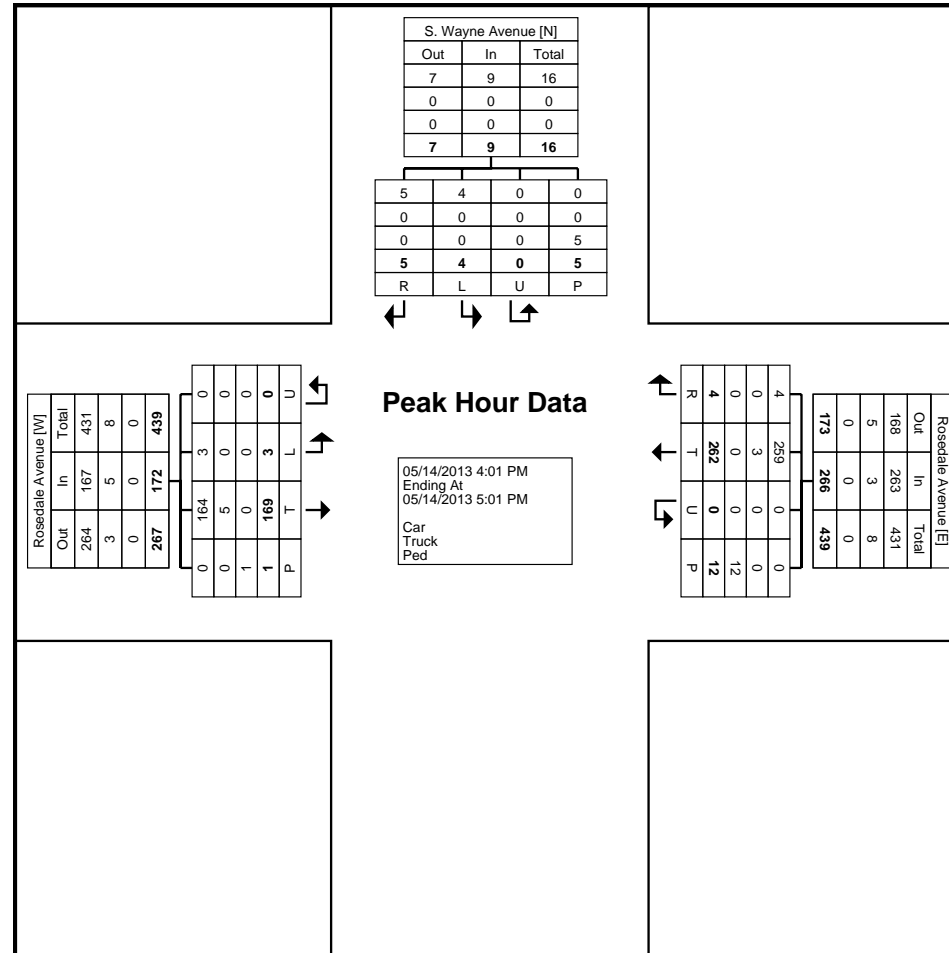 S. Wayne Avenue [N]
Out In Total
7 9 16
0 0 0
0 0 0
7 9 16
5 4 0 0
0 0 0 0
0 0 0 5
5 4 0 5
R L U P
Rosedale Avenue [W]
Out In Total
264 167 431
3 5 8
0 0 0
267 172 439
0 164 3 0
0 5 0 0
1 0 0 0
1 169 3 0
P T L U
Peak Hour Data
05/14/2013 4:01 PM
Ending At
05/14/2013 5:01 PM
Car
Truck
Ped
Rosedale Avenue [E]
Out In Total
168 263 431
5 3 8
0 0 0
173 266 439
4 259 0 0
0 3 0 0
0 0 0 12
4 262 0 12
R T U P